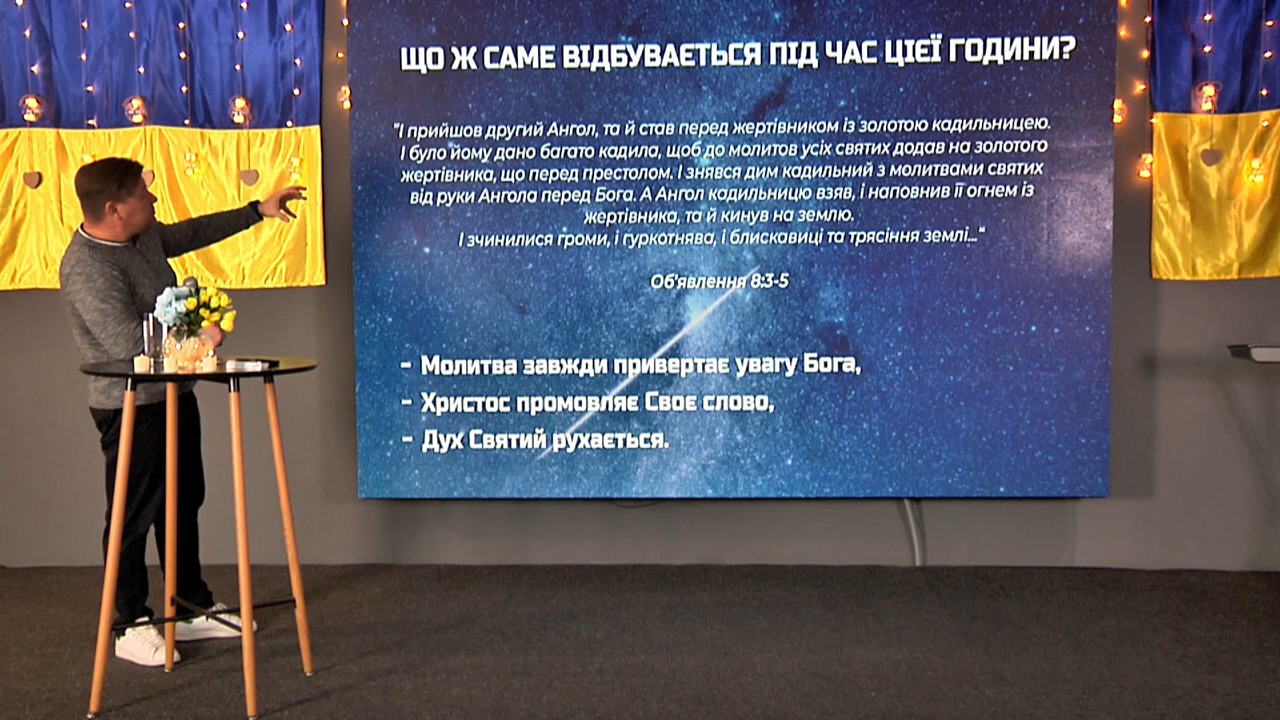 ЩО Ж САМЕ ВІДБУВАЄТЬСЯ ПІД ЧАС ЦІЄЇ ГОДИНИ?
"І прийшов другий Ангол, та й став перед жертівником із золотою кадильницею.
І було йому дано багато кадила, щоб до молитов усіх святих додав на золотого
жертівника, що перед престолом. І знявся дим кадильний з молитвами святих
від руки Ангола перед Бога. А Ангол кадильницю взяв, і наповнив її огнем із
жертівника, та й кинув на землю.
І зчинилися громи, і гуркотнява, і блискавиці та трясіння землі..."
Об'явлення 8:3-5
- Молитва завжди привертає увагу Бога,
- Христос промовляє Своє слово,
- Дух Святий рухається.